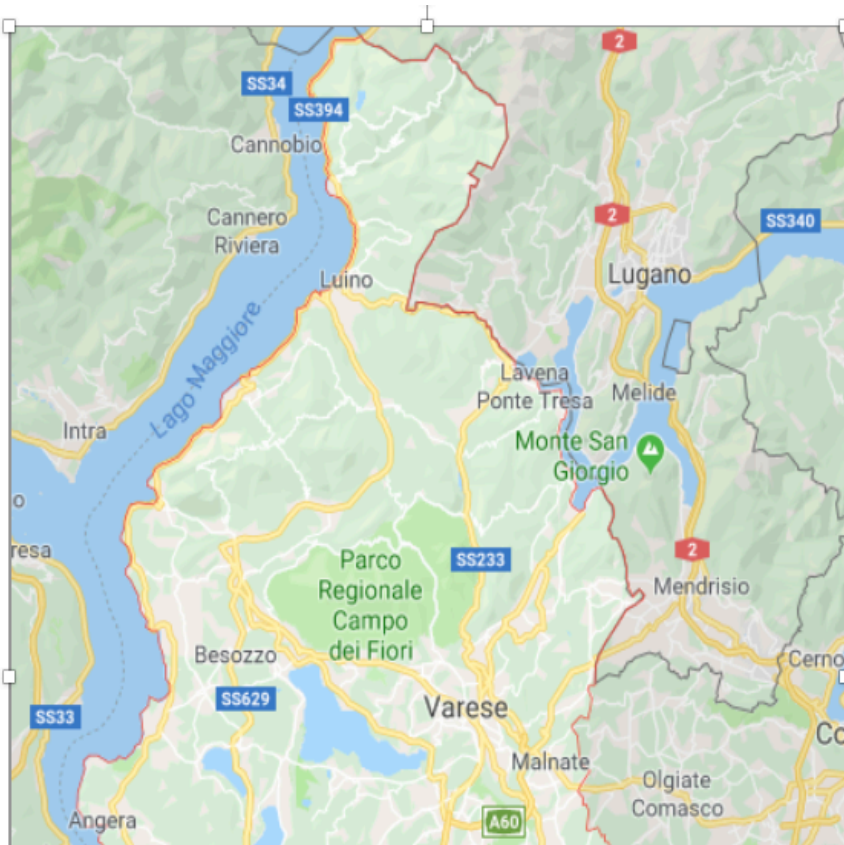 2
SS34
SS394
Cannobio
Cannero
Riviera
2
SS340
Lugano
Luino
Lago Maggiore
Lavena
Ponte Tresa
Melide
Intra
Monte San
Giorgio
o
resa
SS233
2
Parco
Regionale
Campo
dei Fiori
Mendrisio
Besozzo
Cerno
SS629
Varese
SS33
Co
Malnate
Olgiate
Comasco
Angera
A60